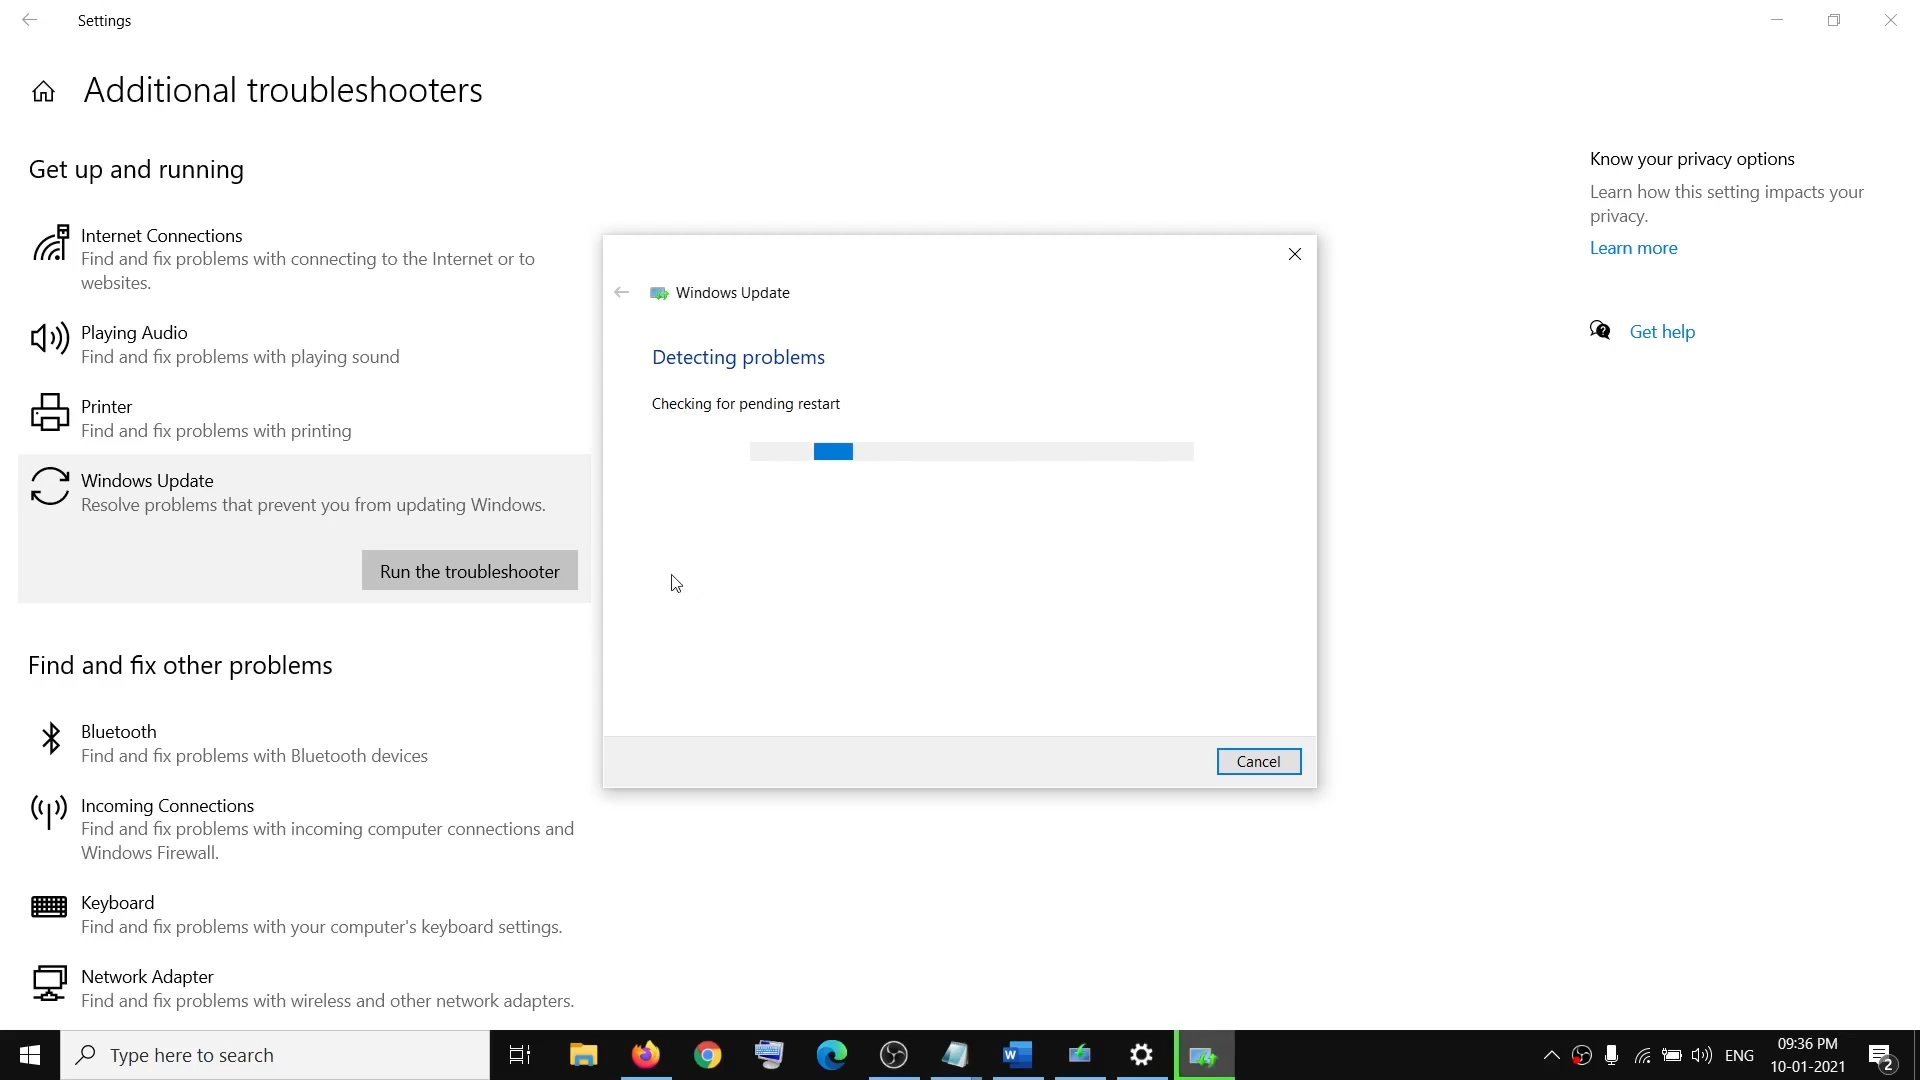 Settings
Additional troubleshooters
Get up and running
Internet Connections
Find and fix problems with connecting to the Internet or to
websites.
Playing Audio
Find and fix problems with playing sound
Printer
Find and fix problems with printing
Windows Update
Resolve problems that prevent you from updating Windows.
Run the troubleshooter
Find and fix other problems
Bluetooth
Find and fix problems with Bluetooth devices
Incoming Connections
Find and fix problems with incoming computer connections and
Windows Firewall.
Keyboard
Find and fix problems with your computer's keyboard settings.
Network Adapter
Find and fix problems with wireless and other network adapters.
Windows Update
Detecting problems
Checking for pending restart
Cancel
Know your privacy options
Learn how this setting impacts your
privacy.
Learn more
Get help
Type here to search
W
ENG
09:36 PM
10-01-2021
2